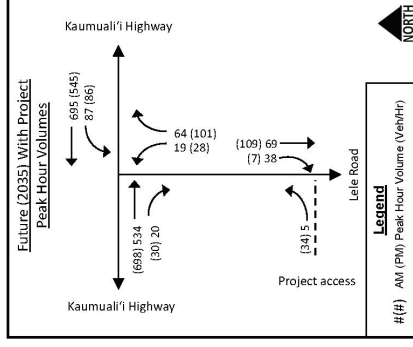 Future (2035) With Project
Peak Hour Volumes
Kaumualiʻi Highway
695 (545)
87 (86)
64 (101)
19 (28)
(109) 69
(7) 38
(698) 534
(30) 20
(34) 5
Lele Road
Project access
Kaumualiʻi Highway
NORTH
Legend
#(#) AM (PM) Peak Hour Volume (Veh/Hr)